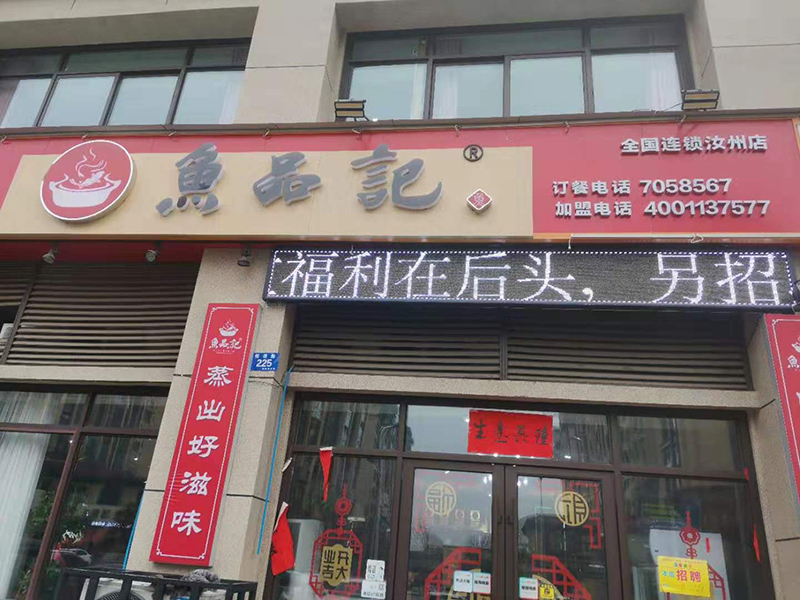 魚品記®
全国连锁汝州店
订餐电话 7058567
加盟电话 4001137577
福利在后头，另招
魚品記
蒸出好滋味
225
生意兴隆
开业大吉
招聘